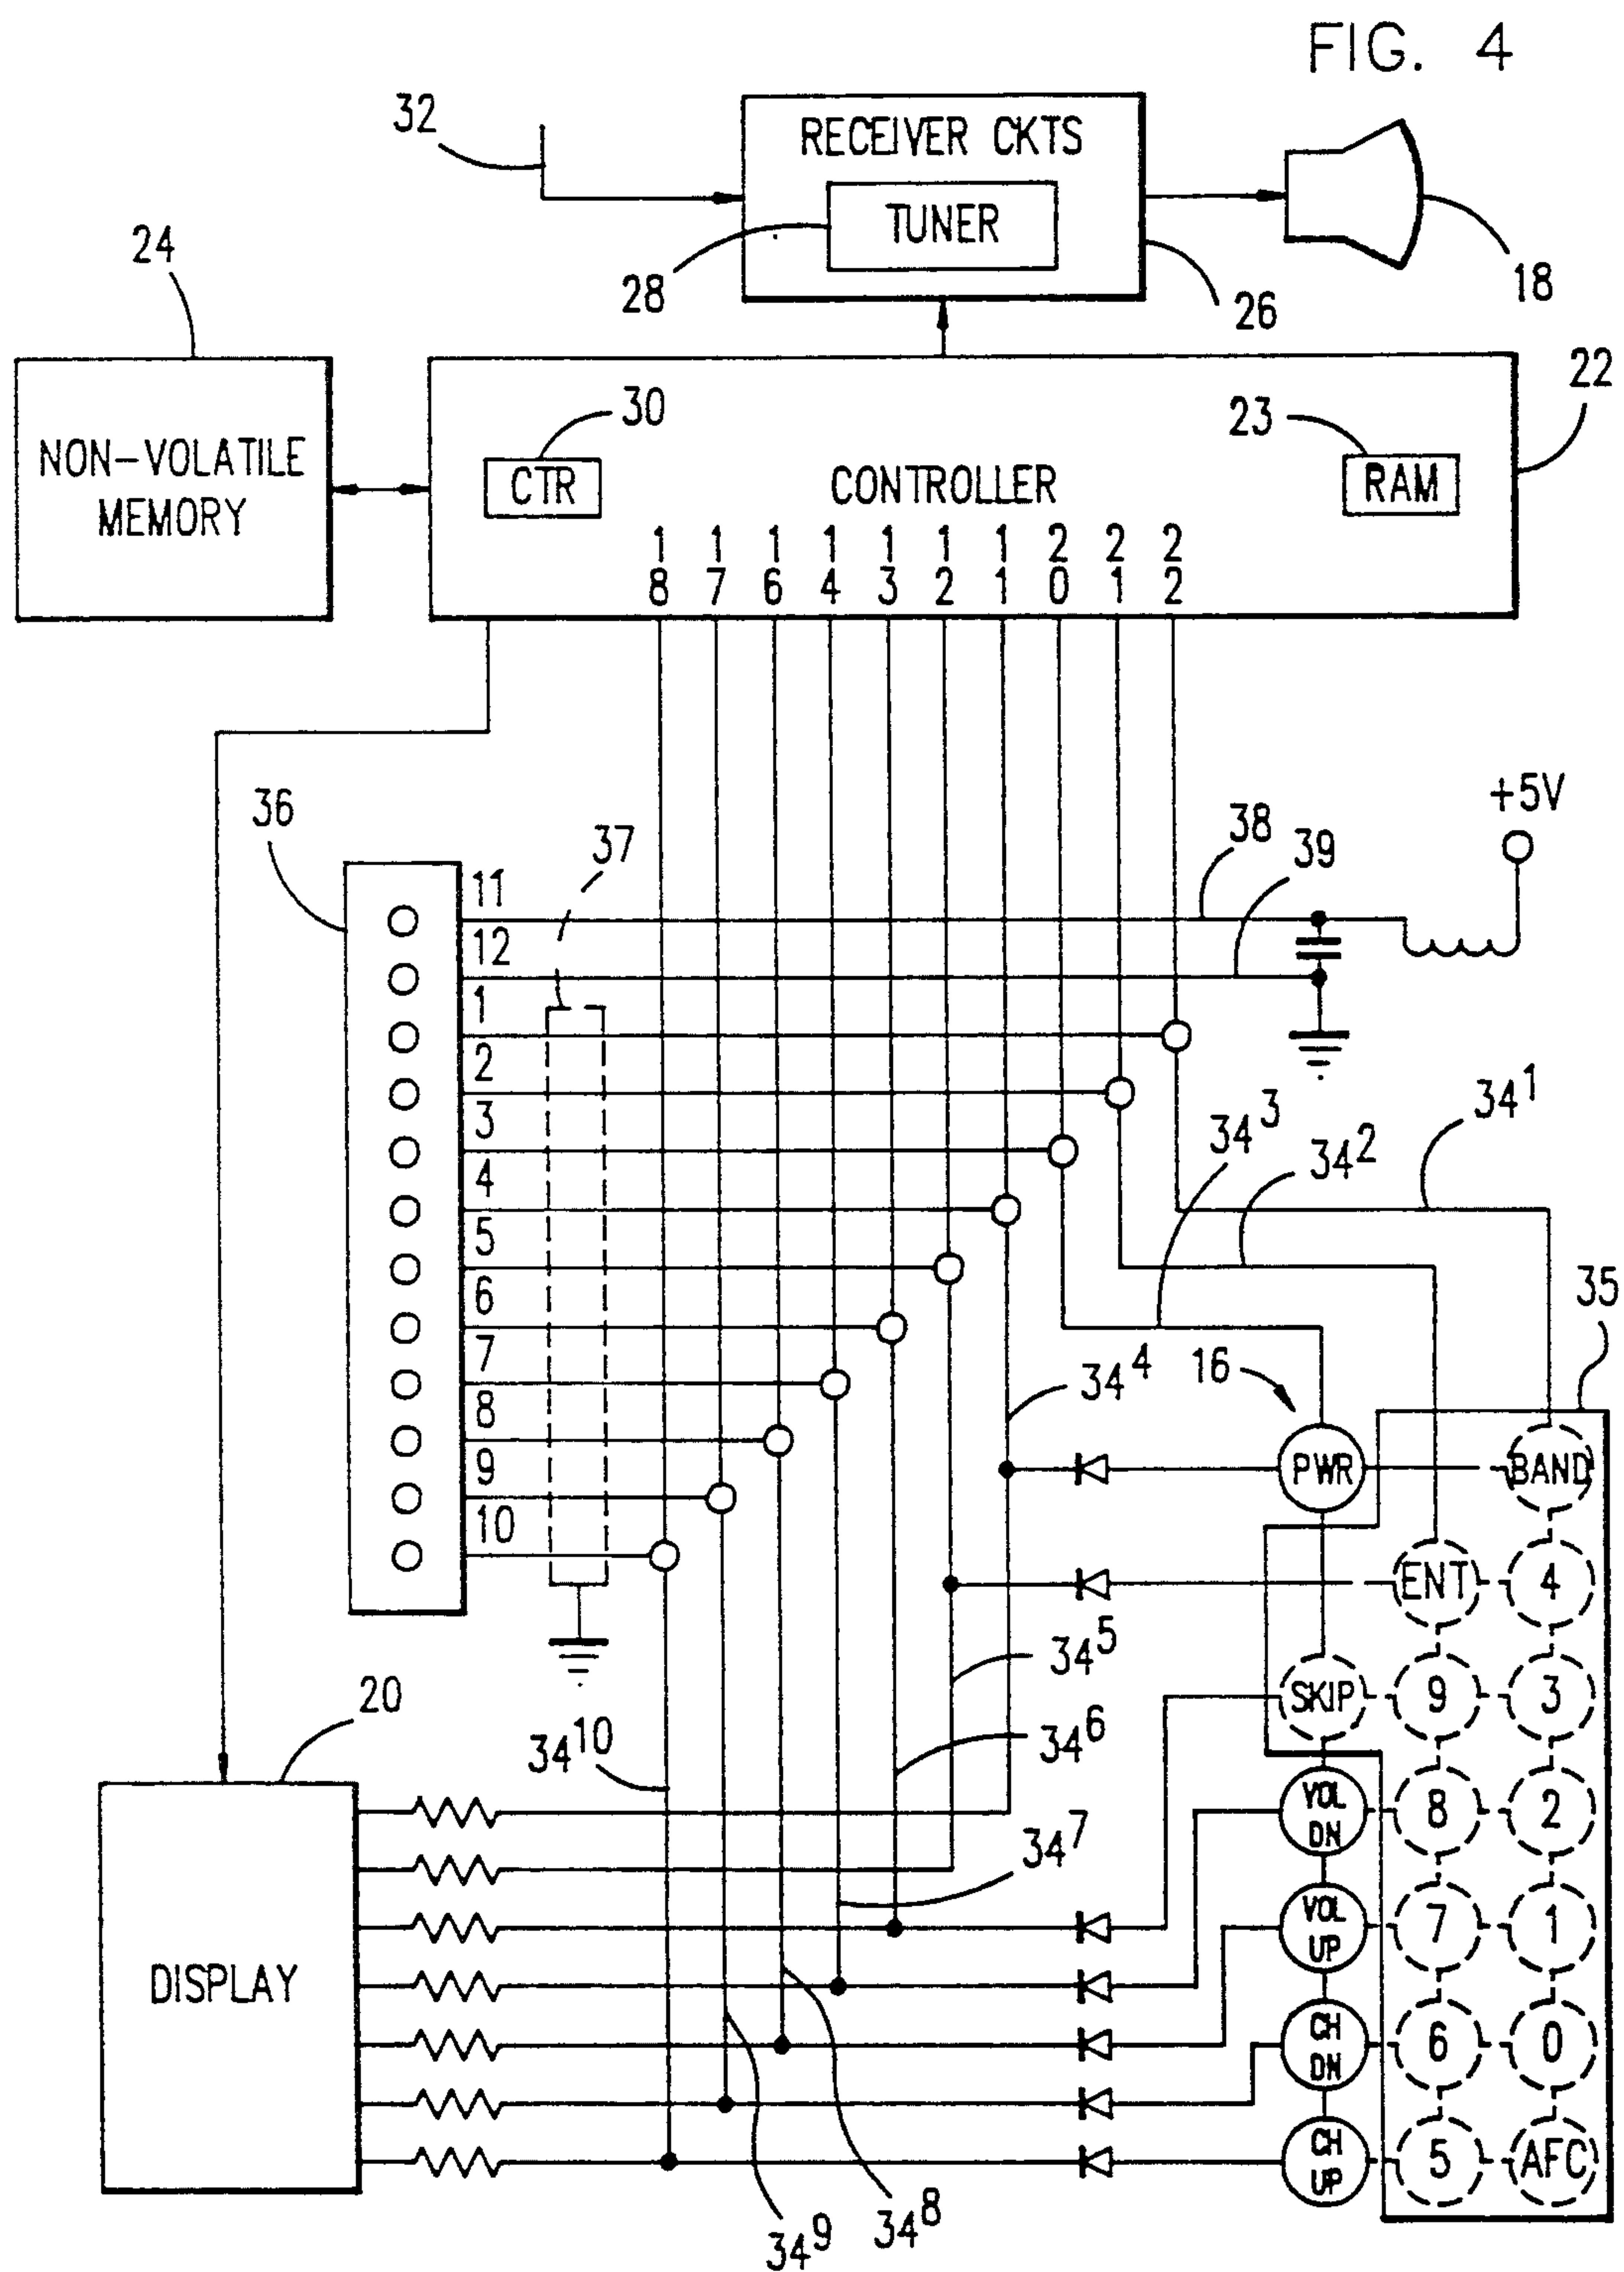 FIG. 4
32
RECEIVER CKTS
TUNER
24
28
26
18
22
30
23
NON-VOLATILE
MEMORY
CTR
CONTROLLER
RAM
1 1 1 1 1 1 1 2 2 2
8 7 6 4 3 2 1 0 1 2
+5V
36
37
38
39
11
12
1
2
3
4
5
6
7
8
9
10
34³
34¹
34²
35
34⁴
16
PWR
BAND
ENT
4
34⁵
20
SKIP
9
3
34¹⁰
34⁶
VOL
DN
8
2
34⁷
VOL
UP
7
1
DISPLAY
CH
DN
6
0
CH
UP
5
AFC
34⁸
34⁹